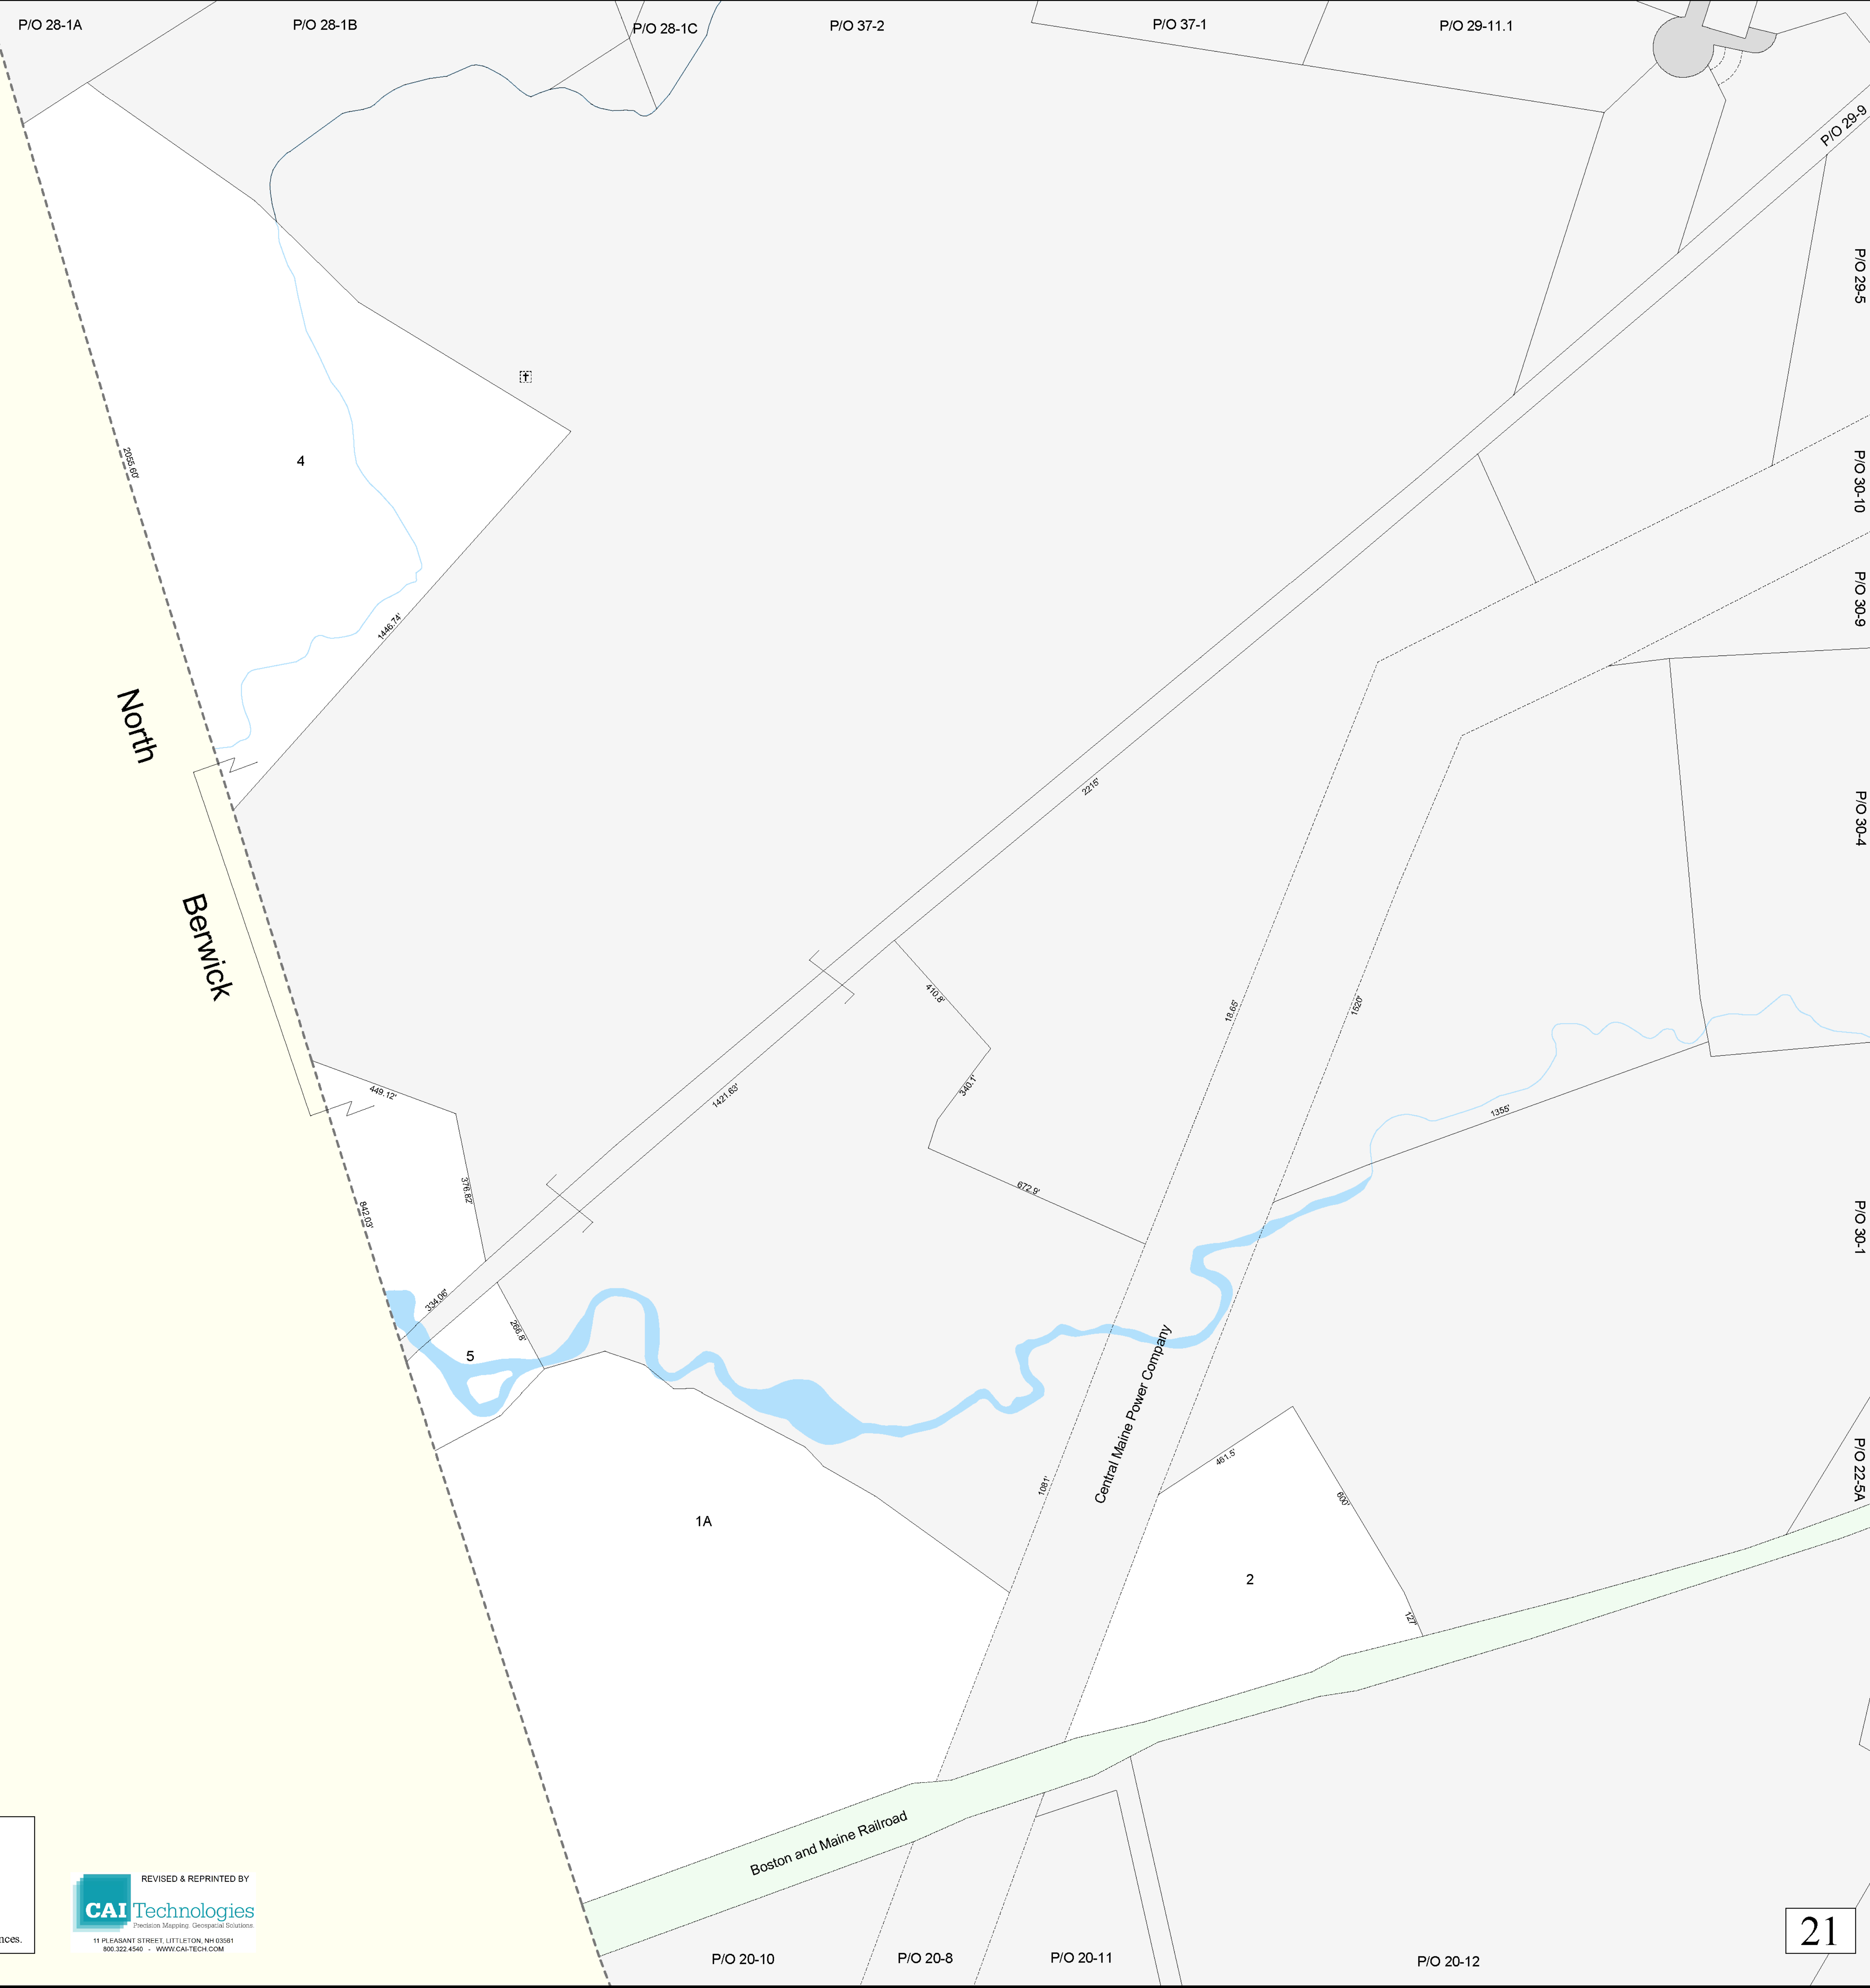 P/O 28-1A
P/O 28-1B
P/O 28-1C
P/O 37-2
P/O 37-1
P/O 29-11.1
P/O 29-9
P/O 29-5
4
2055.60'
P/O 30-10
P/O 30-9
1446.74'
North
Berwick
2215'
P/O 30-4
410.8'
18.65'
1520'
449.12'
1421.63'
340.1'
1355'
376.82'
842.03'
672.9'
P/O 30-1
334.06'
266.8'
5
Central Maine Power Company
1081'
461.5'
600'
P/O 22-5A
1A
2
127'
Boston and Maine Railroad
nces.
REVISED & REPRINTED BY
CAI Technologies
Precision Mapping. Geospatial Solutions.
11 PLEASANT STREET, LITTLETON, NH 03561
800.322.4540 - WWW.CAI-TECH.COM
P/O 20-10
P/O 20-8
P/O 20-11
P/O 20-12
21